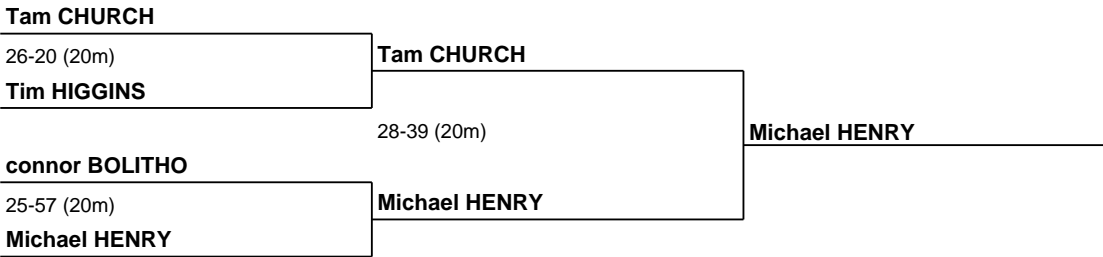 Tam CHURCH
26-20 (20m)
Tam CHURCH
Tim HIGGINS
28-39 (20m)
Michael HENRY
connor BOLITHO
25-57 (20m)
Michael HENRY
Michael HENRY